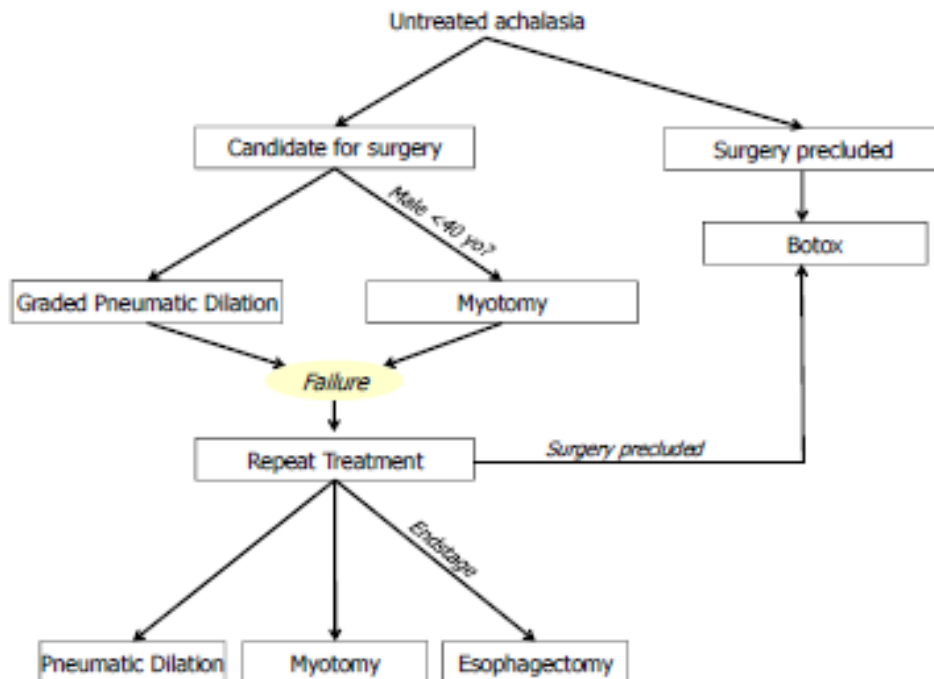 Untreated achalasia
Candidate for surgery
Surgery precluded
Male <40 yo?
Botox
Graded Pneumatic Dilation
Myotomy
Failure
Repeat Treatment
Surgery precluded
Endstage
Pneumatic Dilation
Myotomy
Esophagectomy